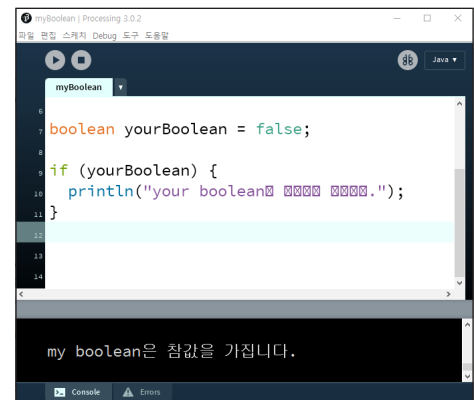 myBoolean | Processing 3.0.2
파일 편집 스케치 Debug 도구 도움말
Java ▼
myBoolean ▼
6
7 boolean yourBoolean = false;
8
9 if (yourBoolean) {
10 println("your boolean▯ ▯▯▯▯ ▯▯▯▯.");
11 }
12
13
14
my boolean은 참값을 가집니다.
Console Errors